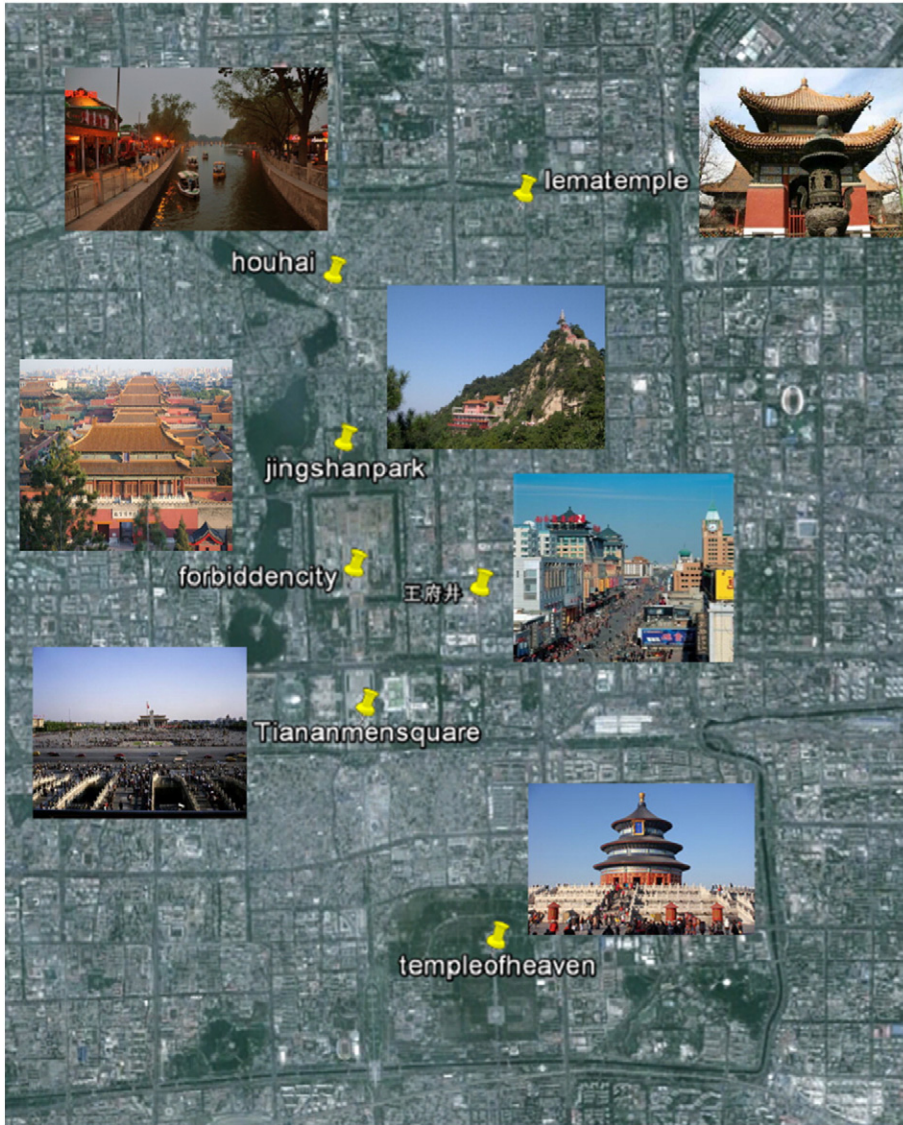 lematemple
houhai
jingshanpark
forbiddencity
王府井
Tiananmensquare
templeofheaven